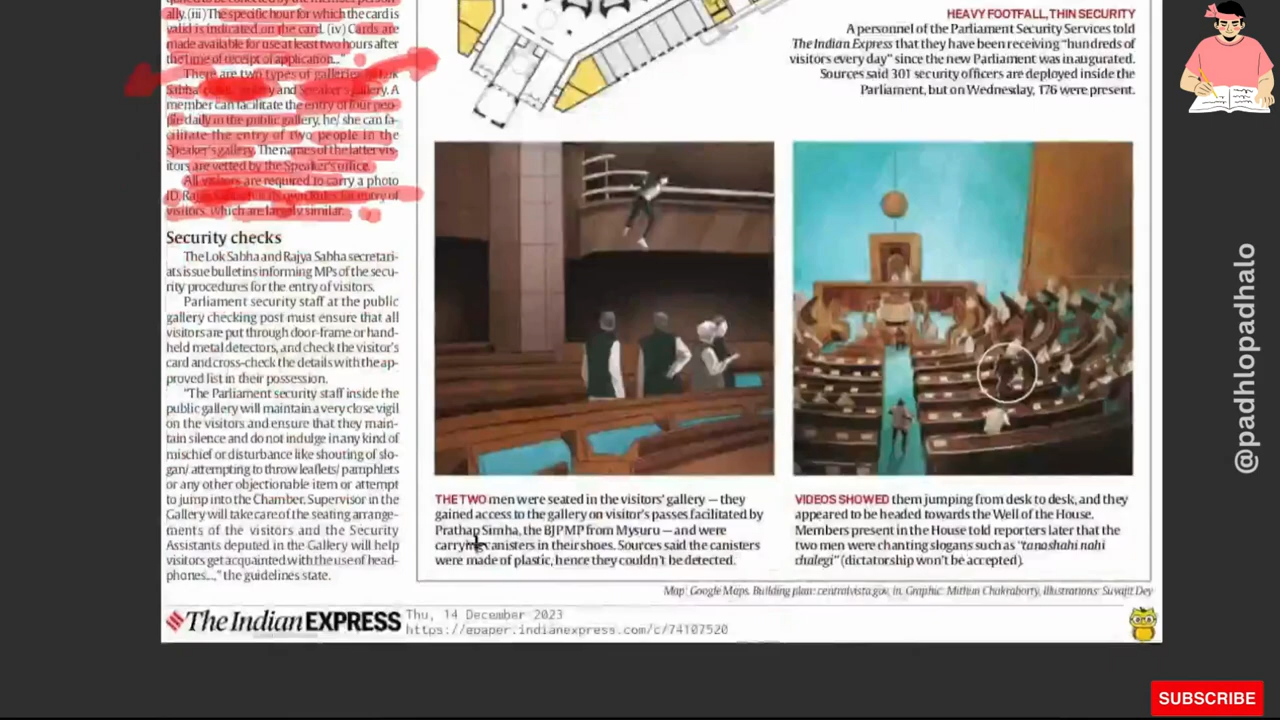 ally. (iii) The specific hour for which the card is
valid is indicated on the card. (iv) Cards are
made available for use at least two hours after
the time of receipt of application..."
There are two types of galleries in Lok
Sabha: public gallery and Speaker's gallery. A
member can facilitate the entry of four peo-
ple daily in the public gallery, he/ she can fa-
cilitate the entry of two people in the
Speaker's gallery. The names of the latter vis-
itors are vetted by the Speaker's office.
All visitors are required to carry a photo
ID. Rajya Sabha has its own rules for entry of
visitors, which are largely similar.
Security checks
The Lok Sabha and Rajya Sabha secretari-
ats issue bulletins informing MPs of the secu-
rity procedures for the entry of visitors.
Parliament security staff at the public
gallery checking post must ensure that all
visitors are put through door-frame or hand-
held metal detectors, and check the visitor's
card and cross-check the details with the ap-
proved list in their possession.
"The Parliament security staff inside the
public gallery will maintain a very close vigil
on the visitors and ensure that they main-
tain silence and do not indulge in any kind of
mischief or disturbance like shouting of slo-
gan/ attempting to throw leaflets/ pamphlets
or any other objectionable item or attempt
to jump into the Chamber. Supervisor in the
Gallery will take care of the seating arrange-
ments of the visitors and the Security
Assistants deputed in the Gallery will help
visitors get acquainted with the use of head-
phones...," the guidelines state.
HEAVY FOOTFALL, THIN SECURITY
A personnel of the Parliament Security Services told
The Indian Express that they have been receiving "hundreds of
visitors every day" since the new Parliament was inaugurated.
Sources said 301 security officers are deployed inside the
Parliament, but on Wednesday, 176 were present.
THE TWO men were seated in the visitors' gallery — they
gained access to the gallery on visitor's passes facilitated by
Prathap Simha, the BJP MP from Mysuru — and were
carrying canisters in their shoes. Sources said the canisters
were made of plastic, hence they couldn't be detected.
VIDEOS SHOWED them jumping from desk to desk, and they
appeared to be headed towards the Well of the House.
Members present in the House told reporters later that the
two men were chanting slogans such as "tanashahi nahi
chalegi" (dictatorship won't be accepted).
Map: Google Maps. Building plan: centralvista.gov.in. Graphic: Mithun Chakraborty, Illustrations: Suvajit Dey
The Indian EXPRESS
Thu, 14 December 2023
https://epaper.indianexpress.com/c/74107520
@padhlopadhalo
SUBSCRIBE